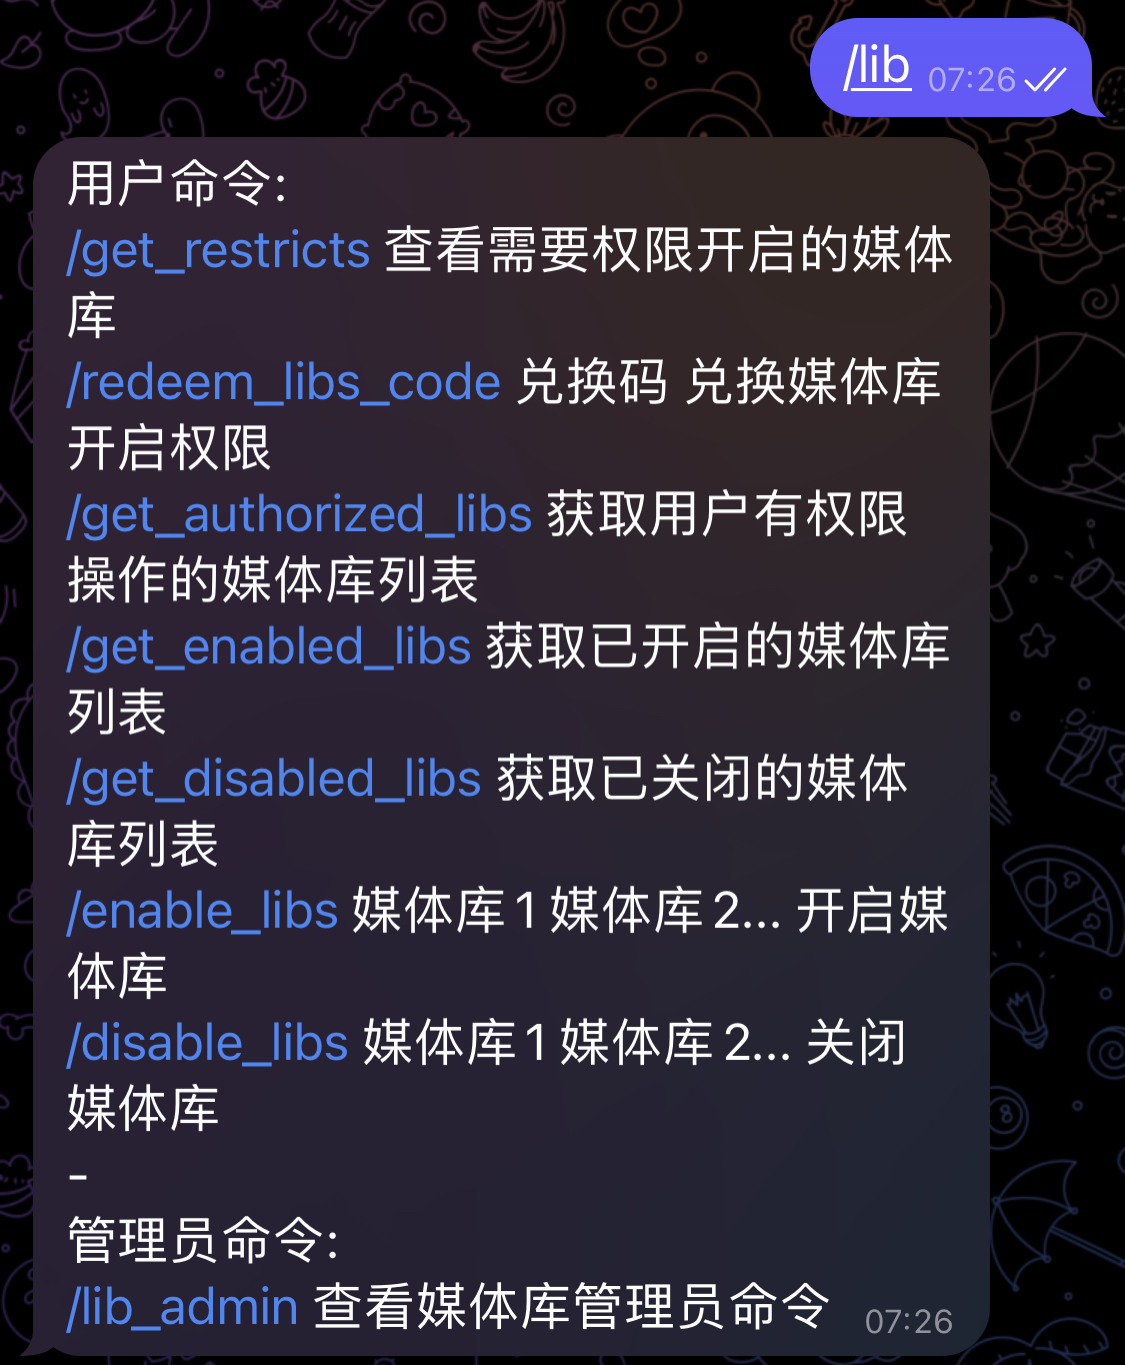 /lib 07:26
用户命令:
/get_restricts 查看需要权限开启的媒体
库
/redeem_libs_code 兑换码 兑换媒体库
开启权限
/get_authorized_libs 获取用户有权限
操作的媒体库列表
/get_enabled_libs 获取已开启的媒体库
列表
/get_disabled_libs 获取已关闭的媒体
库列表
/enable_libs 媒体库1 媒体库2... 开启媒
体库
/disable_libs 媒体库1 媒体库2... 关闭
媒体库
-
管理员命令:
/lib_admin 查看媒体库管理员命令 07:26